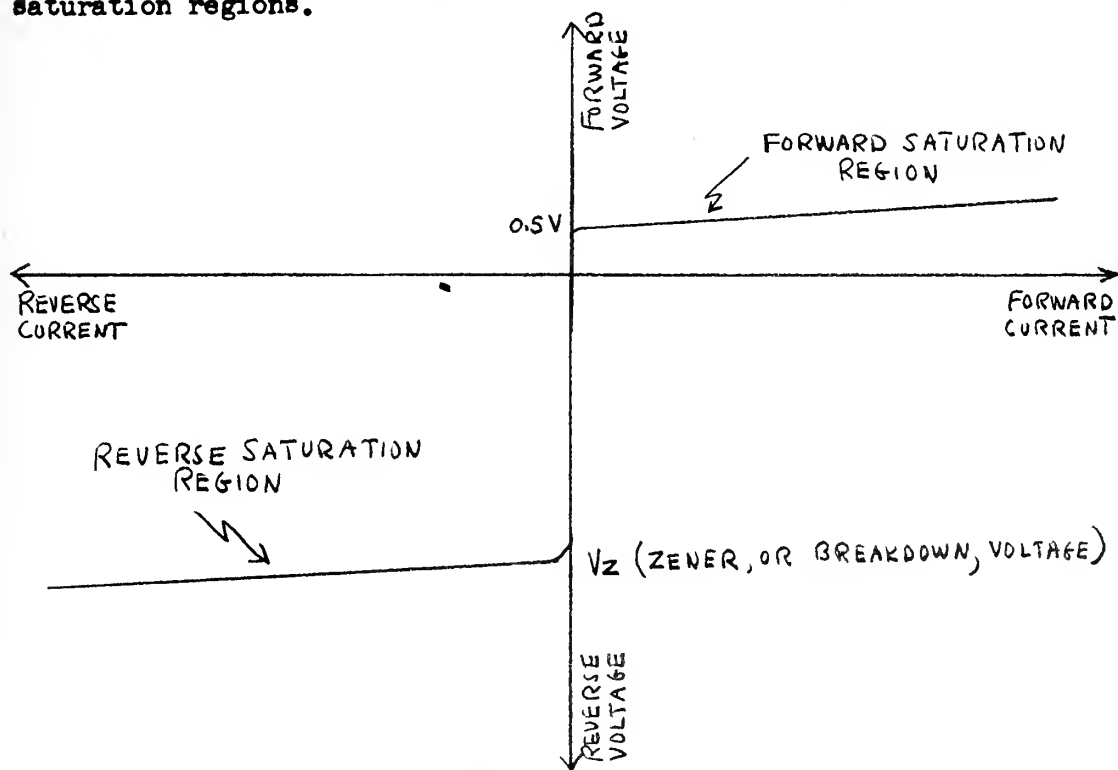 saturation regions.
FORWARD
VOLTAGE
FORWARD SATURATION
REGION
0.5V
REVERSE
CURRENT
FORWARD
CURRENT
REVERSE SATURATION
REGION
VZ (ZENER, OR BREAKDOWN, VOLTAGE)
REVERSE
VOLTAGE